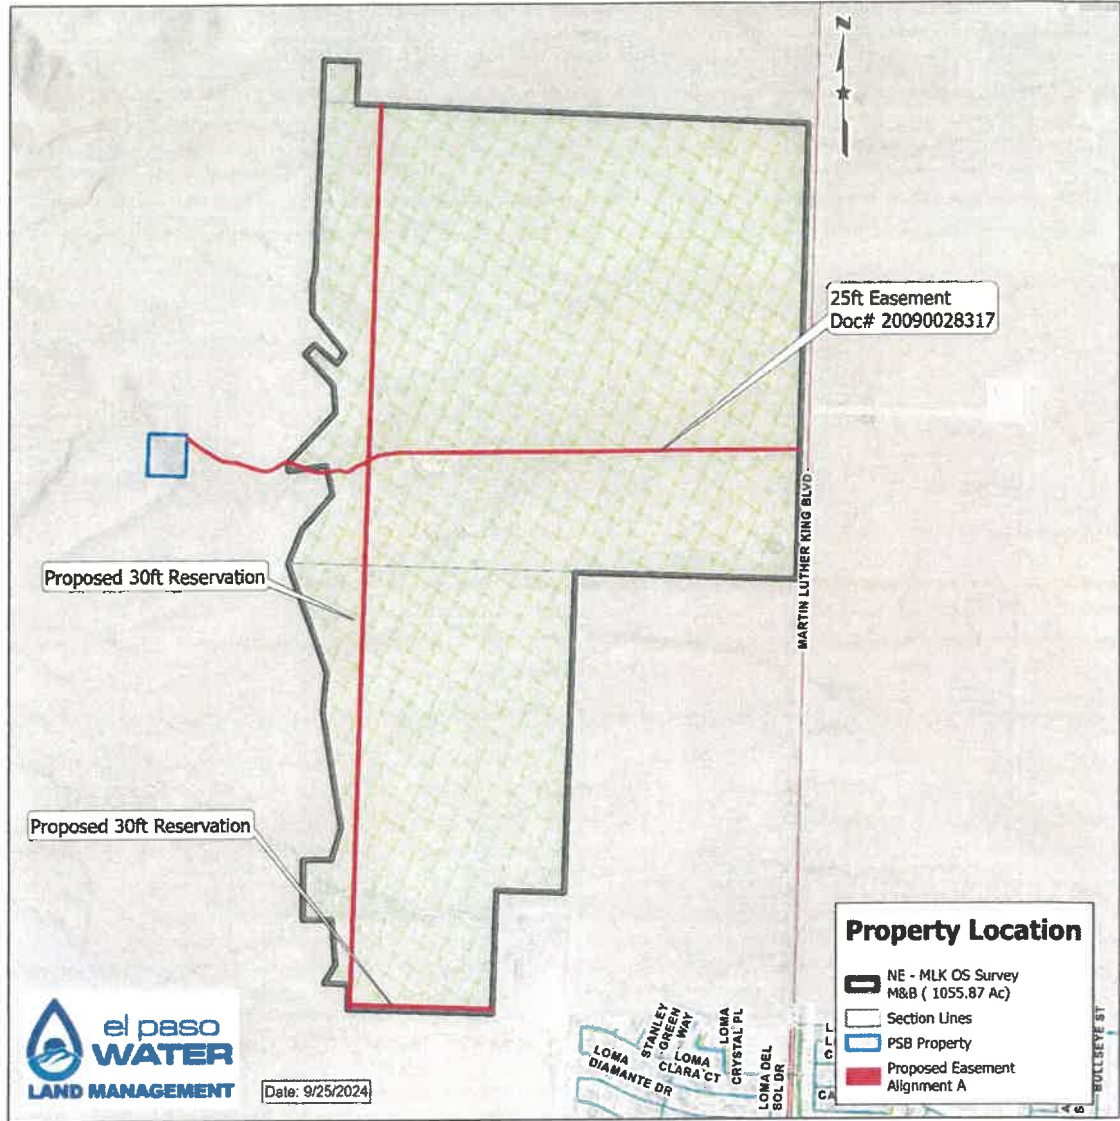 N
25ft Easement
Doc# 20090028317
MARTIN LUTHER KING BLVD
Proposed 30ft Reservation
Proposed 30ft Reservation
Property Location
NE - MLK OS Survey
M&B ( 1055.87 Ac)
Section Lines
PSB Property
Proposed Easement
Alignment A
el paso
WATER
LAND MANAGEMENT
Date: 9/25/2024
STANLEY
GREEN
WAY
LOMA
CRYSTAL PL
LOMA
DIAMANTE DR
LOMA
CLARA CT
LOMA DEL
SOL DR
BULLSEYE ST